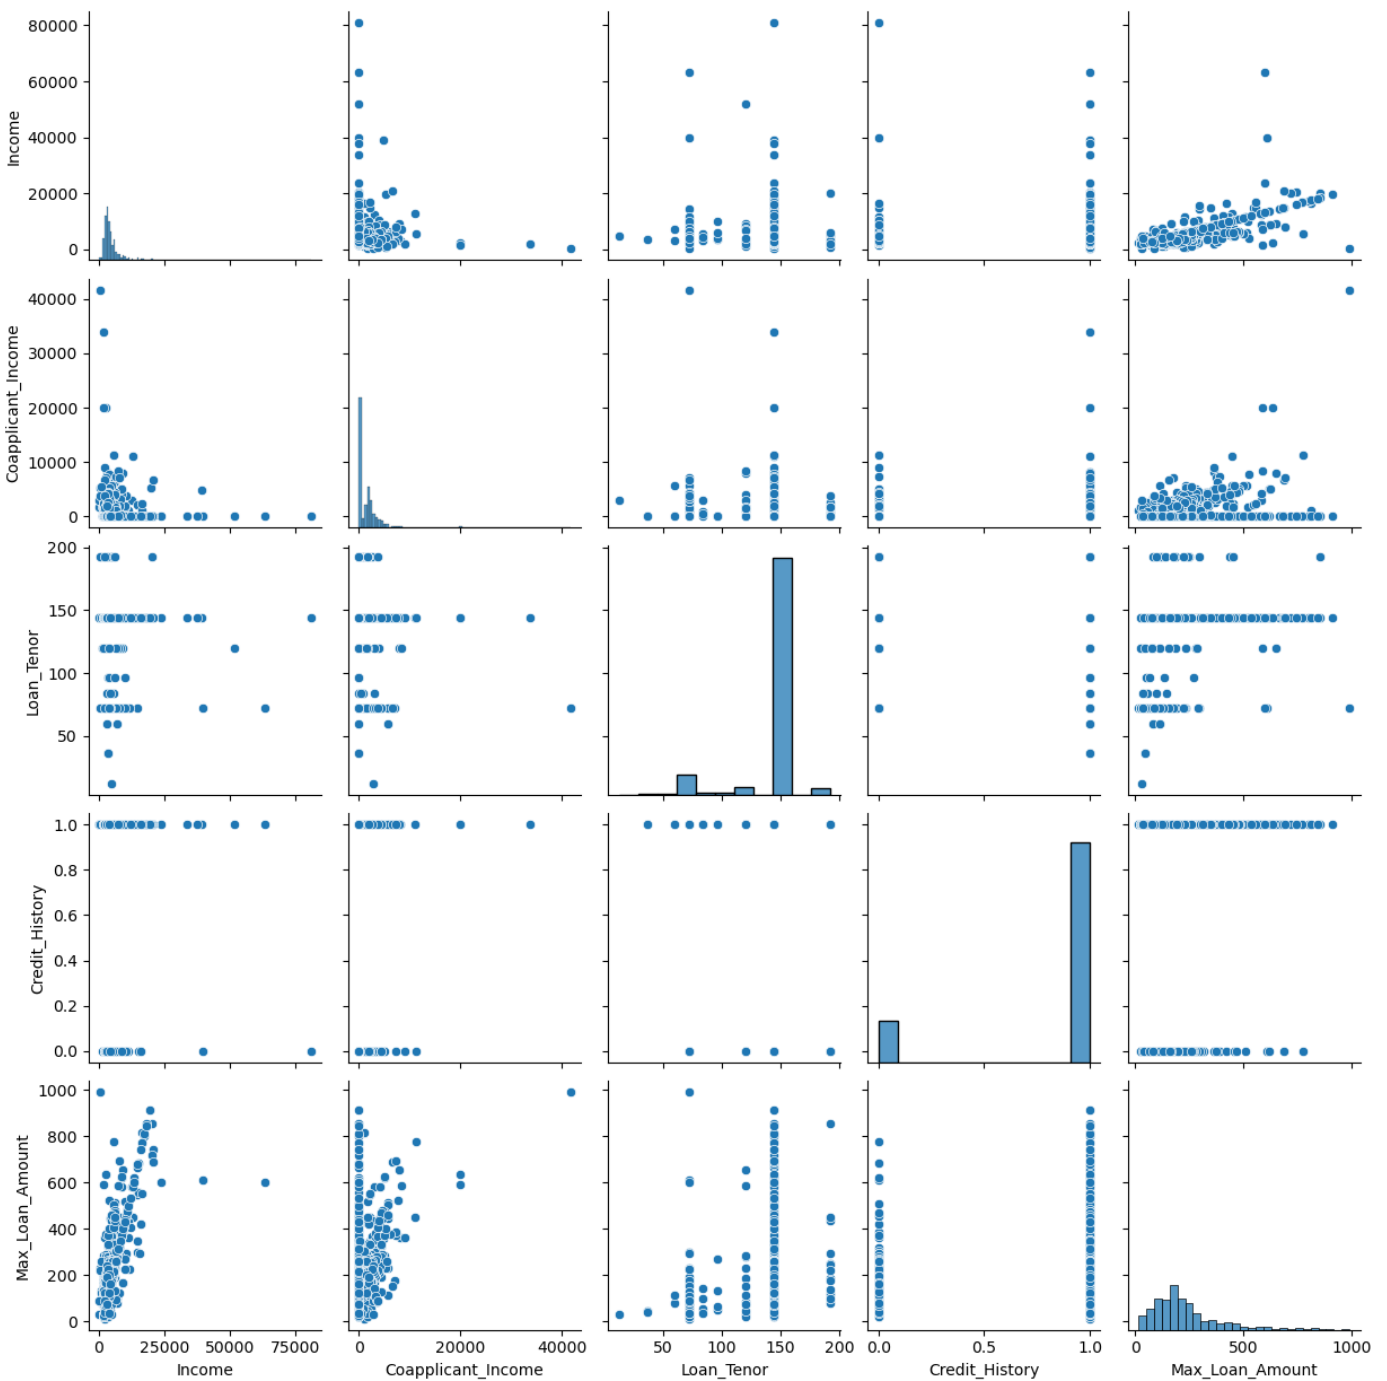 80000
60000
40000
20000
0
Income
40000
30000
20000
10000
0
Coapplicant_Income
200
150
100
50
Loan_Tenor
1.0
0.8
0.6
0.4
0.2
0.0
Credit_History
1000
800
600
400
200
0
Max_Loan_Amount
0 25000 50000 75000
0 20000 40000
50 100 150 200
0.0 0.5 1.0
0 500 1000
Income Coapplicant_Income Loan_Tenor Credit_History Max_Loan_Amount